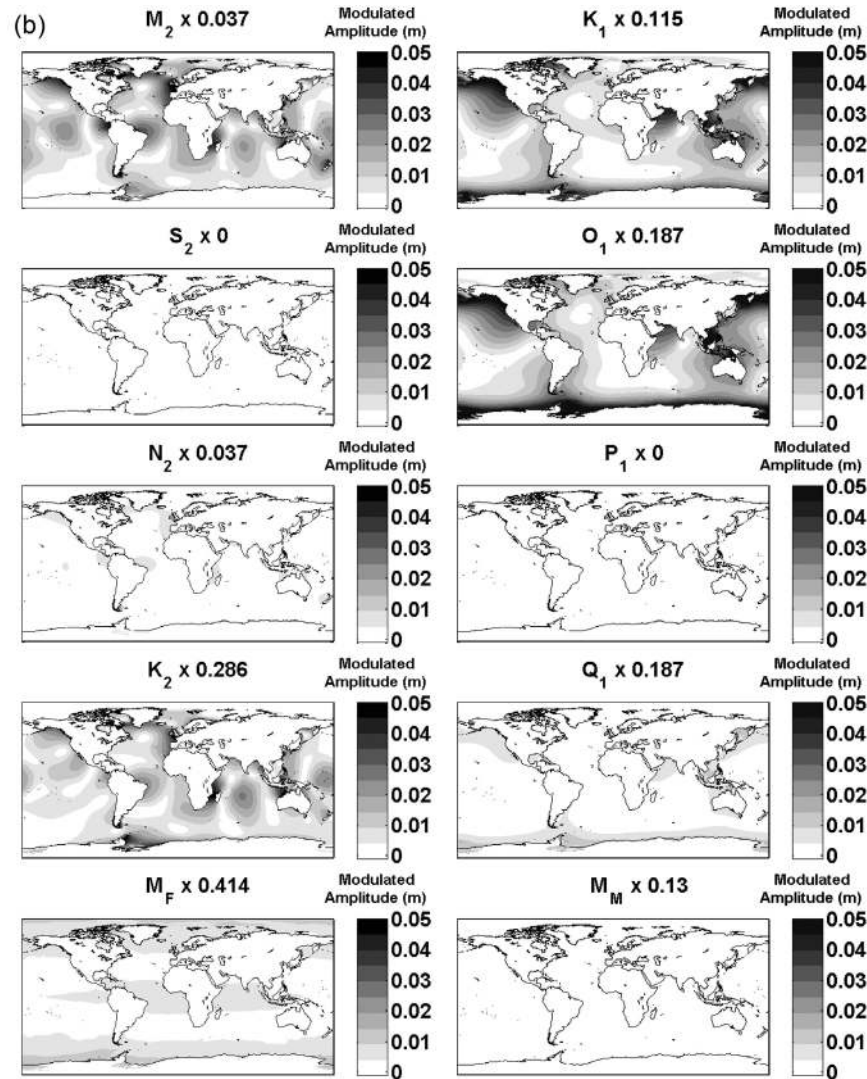 (b)
M2 x 0.037
Modulated
Amplitude (m)
0.05
0.04
0.03
0.02
0.01
0
K1 x 0.115
Modulated
Amplitude (m)
0.05
0.04
0.03
0.02
0.01
0
S2 x 0
Modulated
Amplitude (m)
0.05
0.04
0.03
0.02
0.01
0
O1 x 0.187
Modulated
Amplitude (m)
0.05
0.04
0.03
0.02
0.01
0
N2 x 0.037
Modulated
Amplitude (m)
0.05
0.04
0.03
0.02
0.01
0
P1 x 0
Modulated
Amplitude (m)
0.05
0.04
0.03
0.02
0.01
0
K2 x 0.286
Modulated
Amplitude (m)
0.05
0.04
0.03
0.02
0.01
0
Q1 x 0.187
Modulated
Amplitude (m)
0.05
0.04
0.03
0.02
0.01
0
MF x 0.414
Modulated
Amplitude (m)
0.05
0.04
0.03
0.02
0.01
0
MM x 0.13
Modulated
Amplitude (m)
0.05
0.04
0.03
0.02
0.01
0